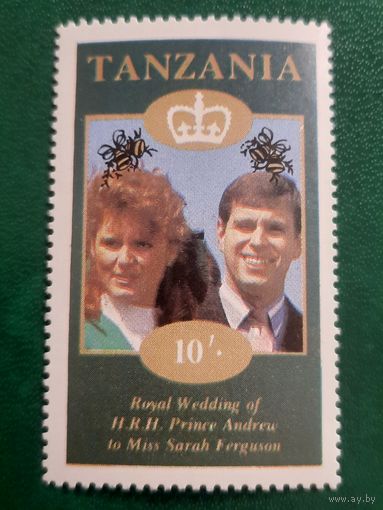 TANZANIA
10/-
Royal Wedding of
H.R.H. Prince Andrew
to Miss Sarah Ferguson
www.ay.by